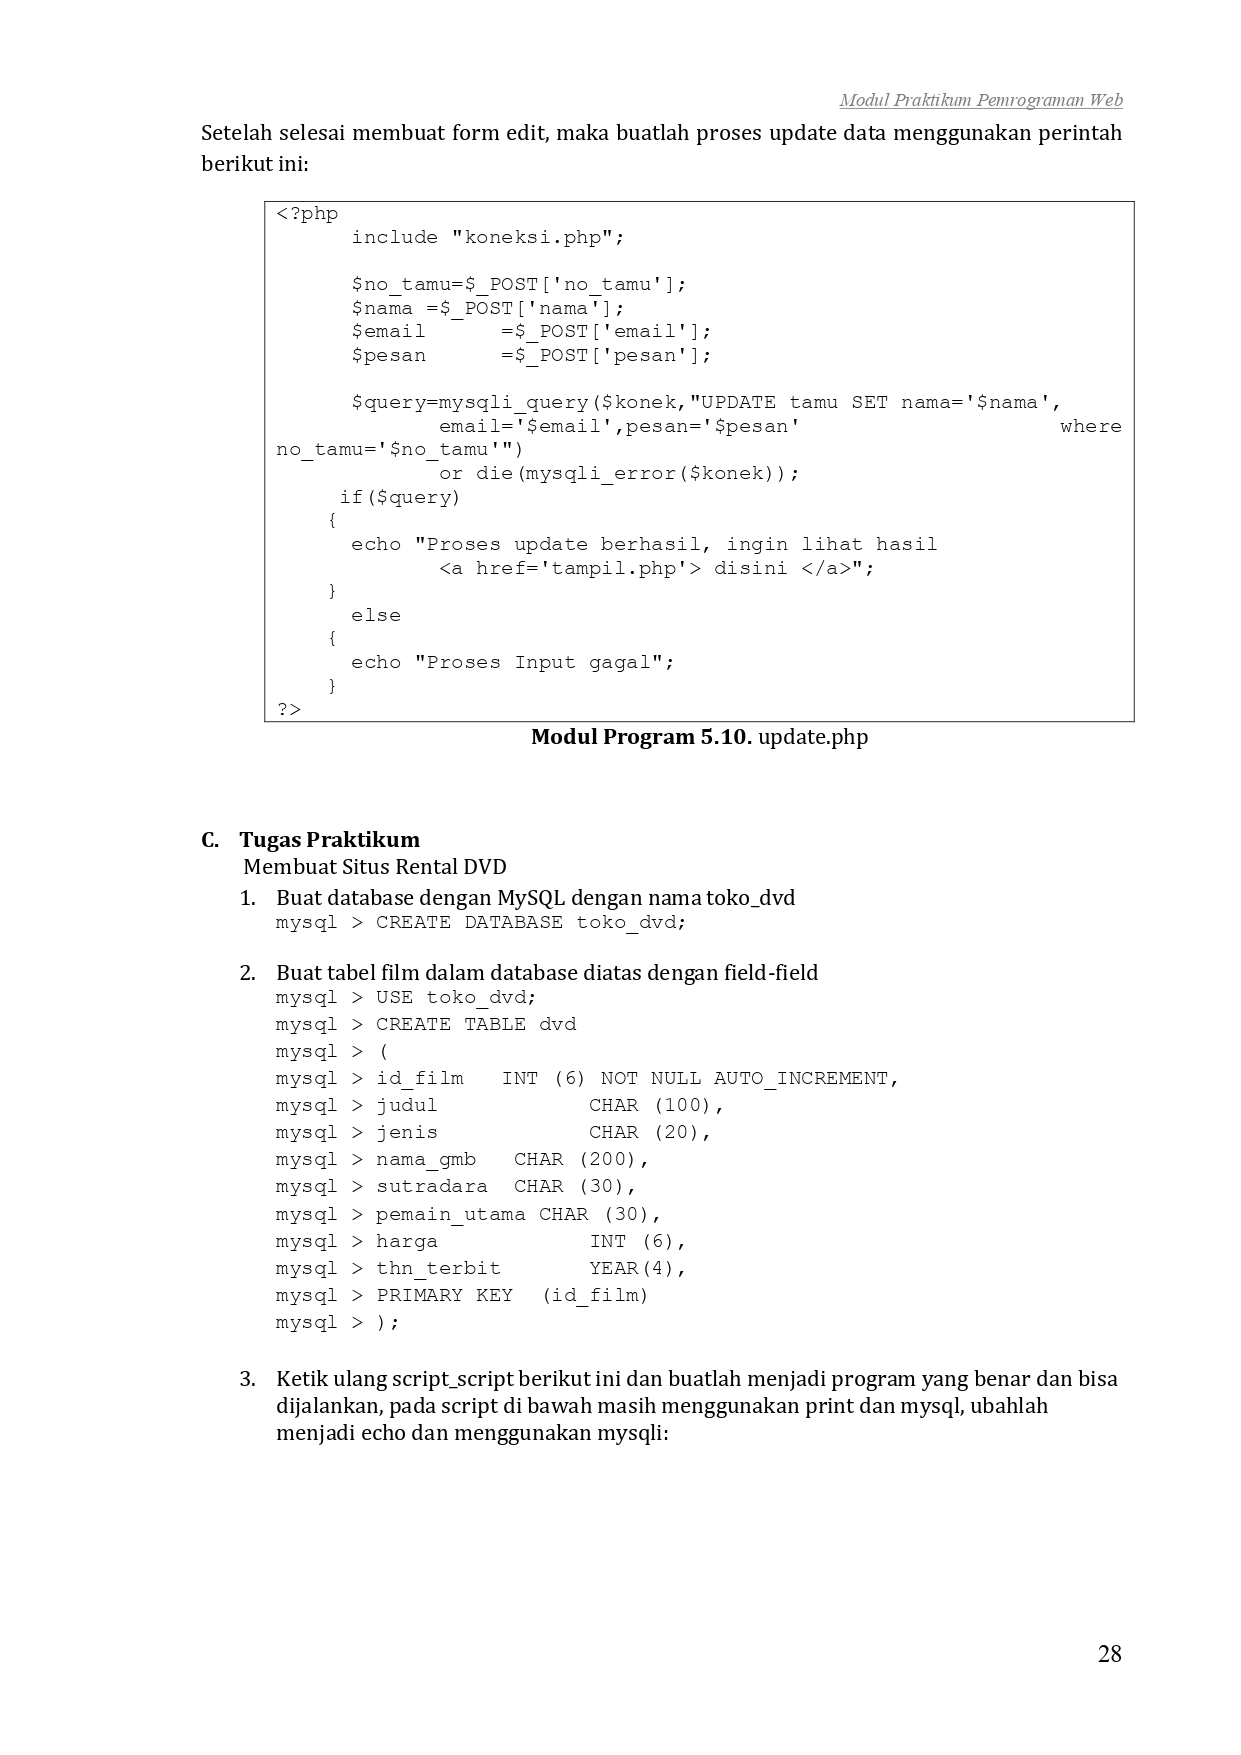 Modul Praktikum Pemrograman Web
Setelah selesai membuat form edit, maka buatlah proses update data menggunakan perintah
berikut ini:
<?php
include "koneksi.php";
$no_tamu=$_POST['no_tamu'];
$nama =$_POST['nama'];
$email =$_POST['email'];
$pesan =$_POST['pesan'];
$query=mysqli_query($konek,"UPDATE tamu SET nama='$nama',
email='$email',pesan='$pesan' where
no_tamu='$no_tamu'")
or die(mysqli_error($konek));
if($query)
{
echo "Proses update berhasil, ingin lihat hasil
<a href='tampil.php'> disini </a>";
}
else
{
echo "Proses Input gagal";
}
?>
Modul Program 5.10. update.php
C. Tugas Praktikum
Membuat Situs Rental DVD
1. Buat database dengan MySQL dengan nama toko_dvd
mysql > CREATE DATABASE toko_dvd;
2. Buat tabel film dalam database diatas dengan field-field
mysql > USE toko_dvd;
mysql > CREATE TABLE dvd
mysql > (
mysql > id_film INT (6) NOT NULL AUTO_INCREMENT,
mysql > judul CHAR (100),
mysql > jenis CHAR (20),
mysql > nama_gmb CHAR (200),
mysql > sutradara CHAR (30),
mysql > pemain_utama CHAR (30),
mysql > harga INT (6),
mysql > thn_terbit YEAR(4),
mysql > PRIMARY KEY (id_film)
mysql > );
3. Ketik ulang script_script berikut ini dan buatlah menjadi program yang benar dan bisa
dijalankan, pada script di bawah masih menggunakan print dan mysql, ubahlah
menjadi echo dan menggunakan mysqli:
28